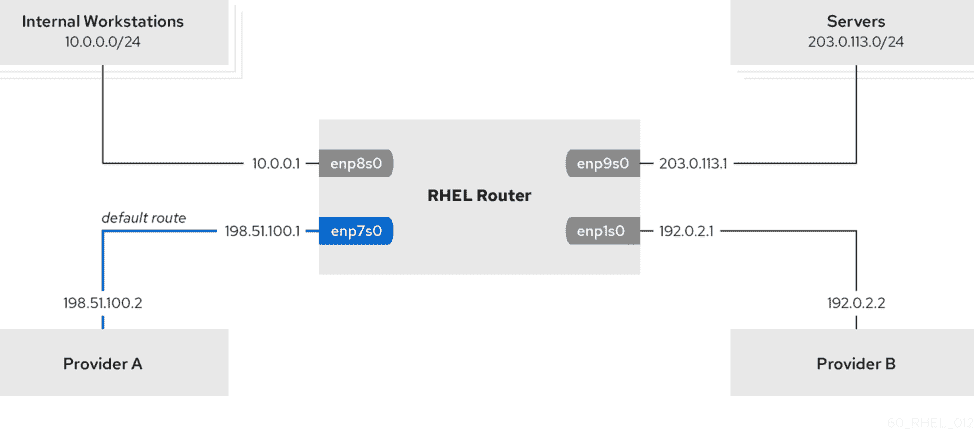 Internal Workstations
10.0.0.0/24
Servers
203.0.113.0/24
10.0.0.1
enp8s0
enp9s0
203.0.113.1
RHEL Router
default route
198.51.100.1
enp7s0
enp1s0
192.0.2.1
198.51.100.2
192.0.2.2
Provider A
Provider B
60_RHEL_012